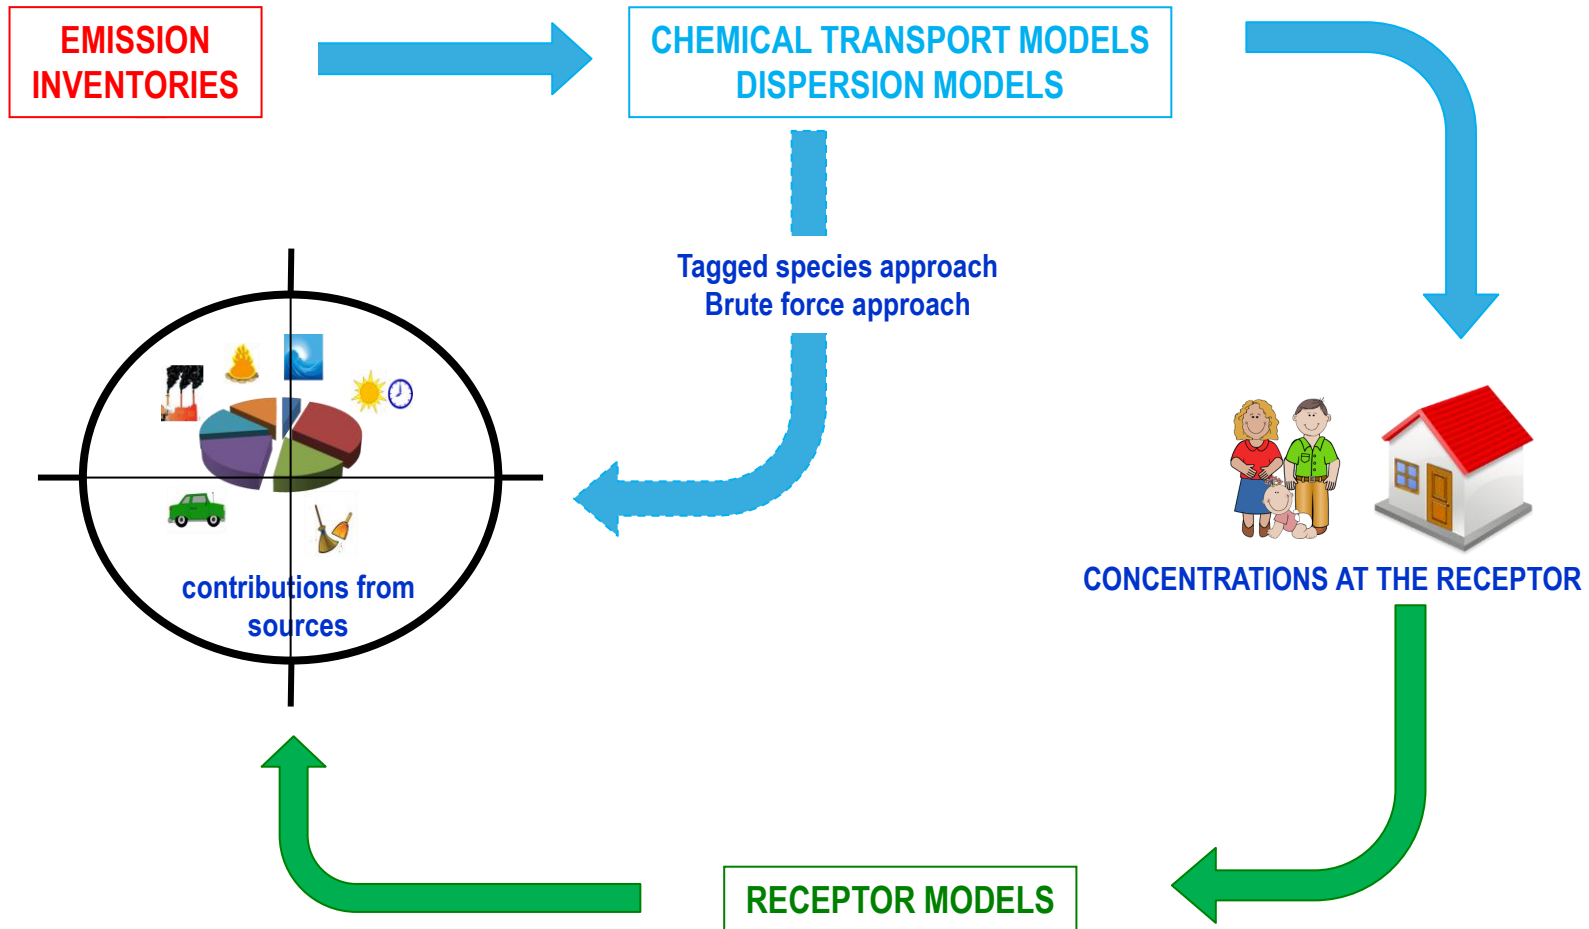 EMISSION
INVENTORIES
CHEMICAL TRANSPORT MODELS
DISPERSION MODELS
Tagged species approach
Brute force approach
contributions from
sources
CONCENTRATIONS AT THE RECEPTOR
RECEPTOR MODELS